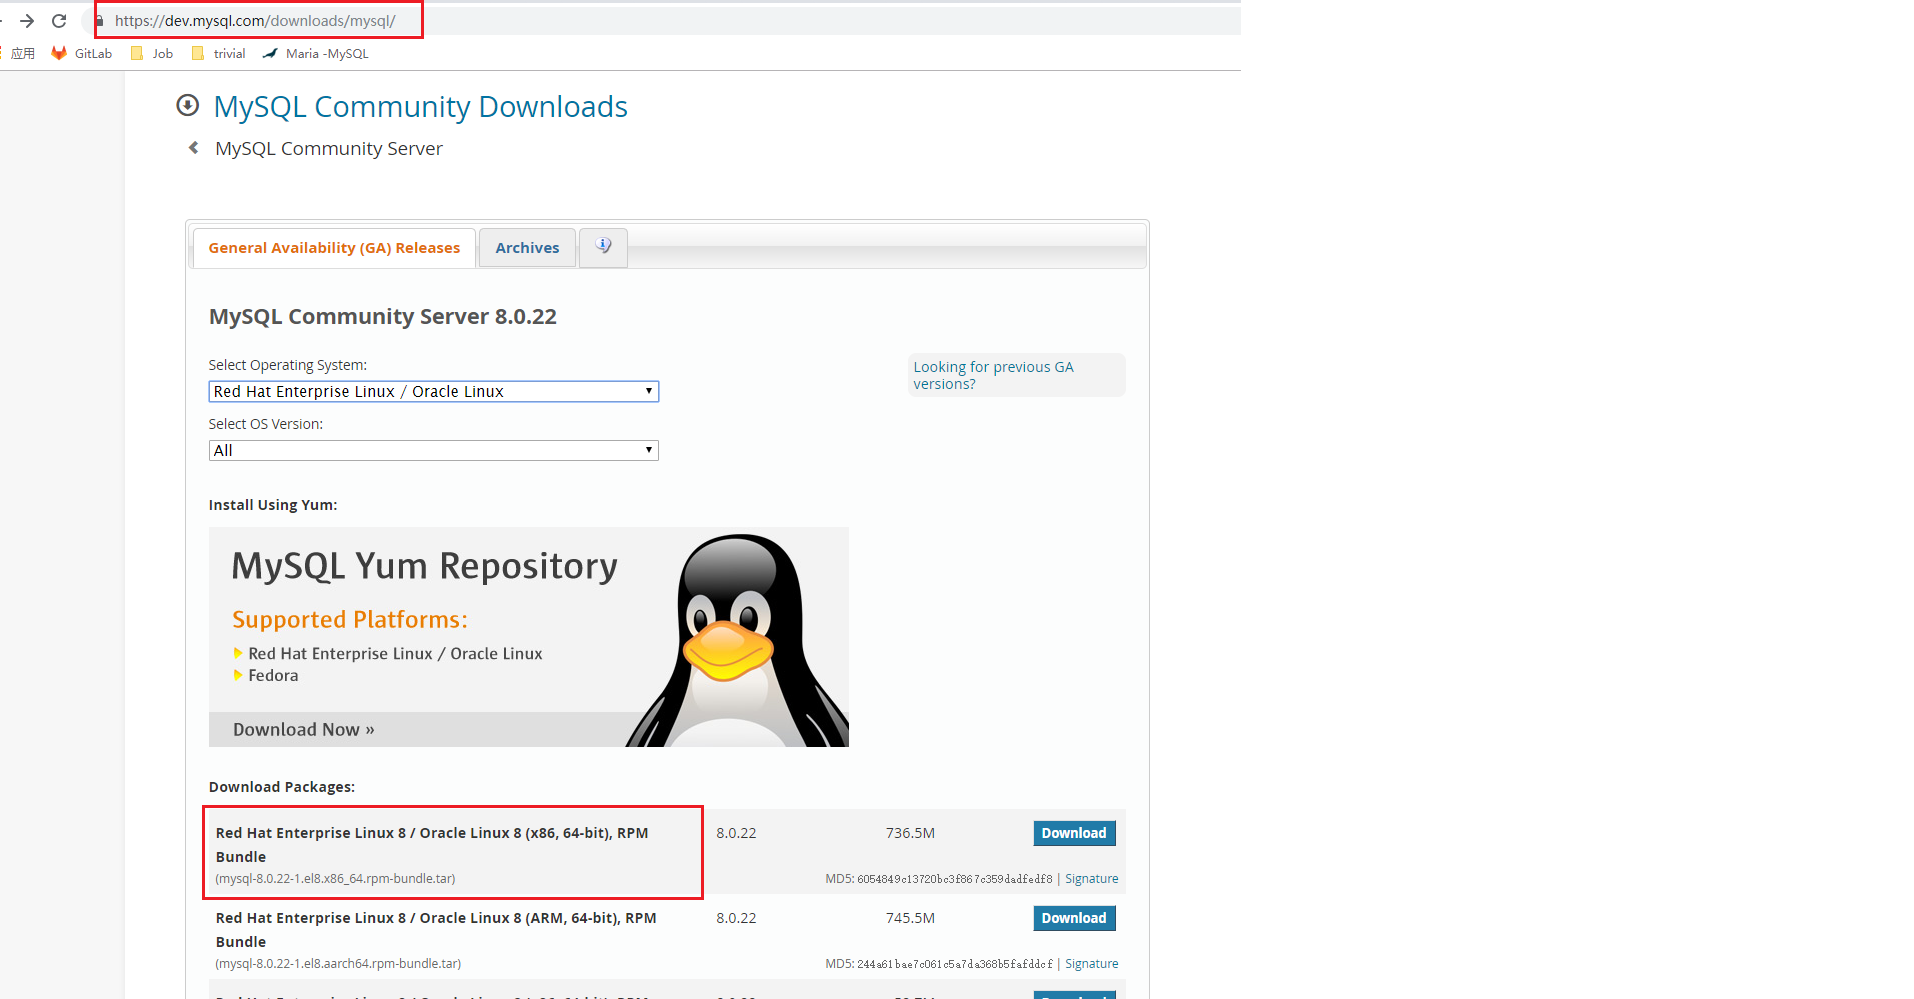 https://dev.mysql.com/downloads/mysql/
应用 GitLab Job trivial Maria -MySQL
MySQL Community Downloads
MySQL Community Server
General Availability (GA) Releases Archives
MySQL Community Server 8.0.22
Select Operating System:
Looking for previous GA
versions?
Red Hat Enterprise Linux / Oracle Linux
Select OS Version:
All
Install Using Yum:
MySQL Yum Repository
Supported Platforms:
Red Hat Enterprise Linux / Oracle Linux
Fedora
Download Now »
Download Packages:
Red Hat Enterprise Linux 8 / Oracle Linux 8 (x86, 64-bit), RPM 8.0.22 736.5M Download
Bundle
(mysql-8.0.22-1.el8.x86_64.rpm-bundle.tar) MD5: 6054849c13720bc3f867c359dadfedf8 | Signature
Red Hat Enterprise Linux 8 / Oracle Linux 8 (ARM, 64-bit), RPM 8.0.22 745.5M Download
Bundle
(mysql-8.0.22-1.el8.aarch64.rpm-bundle.tar) MD5: 244a61bae7c061c5a7da368b5fafddcf | Signature